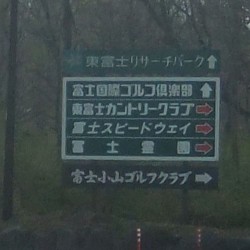 東富士リサーチパーク
富士国際ゴルフ倶楽部
東富士カントリークラブ
富士スピードウェイ
富士霊園
富士小山ゴルフクラブ